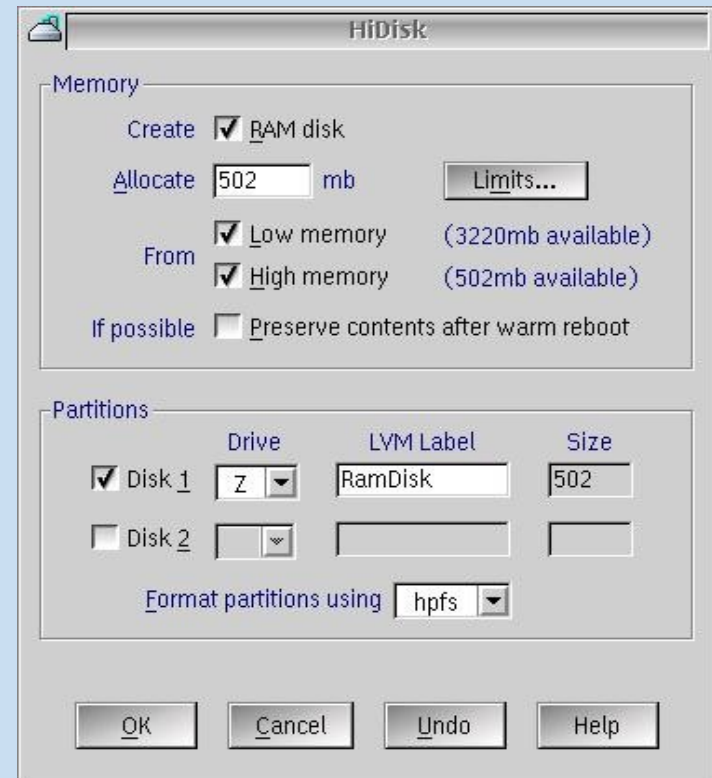 HiDisk
Memory
Create RAM disk
Allocate 502 mb Limits...
From
Low memory (3220mb available)
High memory (502mb available)
If possible Preserve contents after warm reboot
Partitions
Drive LVM Label Size
Disk 1 Z RamDisk 502
Disk 2
Format partitions using hpfs
OK Cancel Undo Help